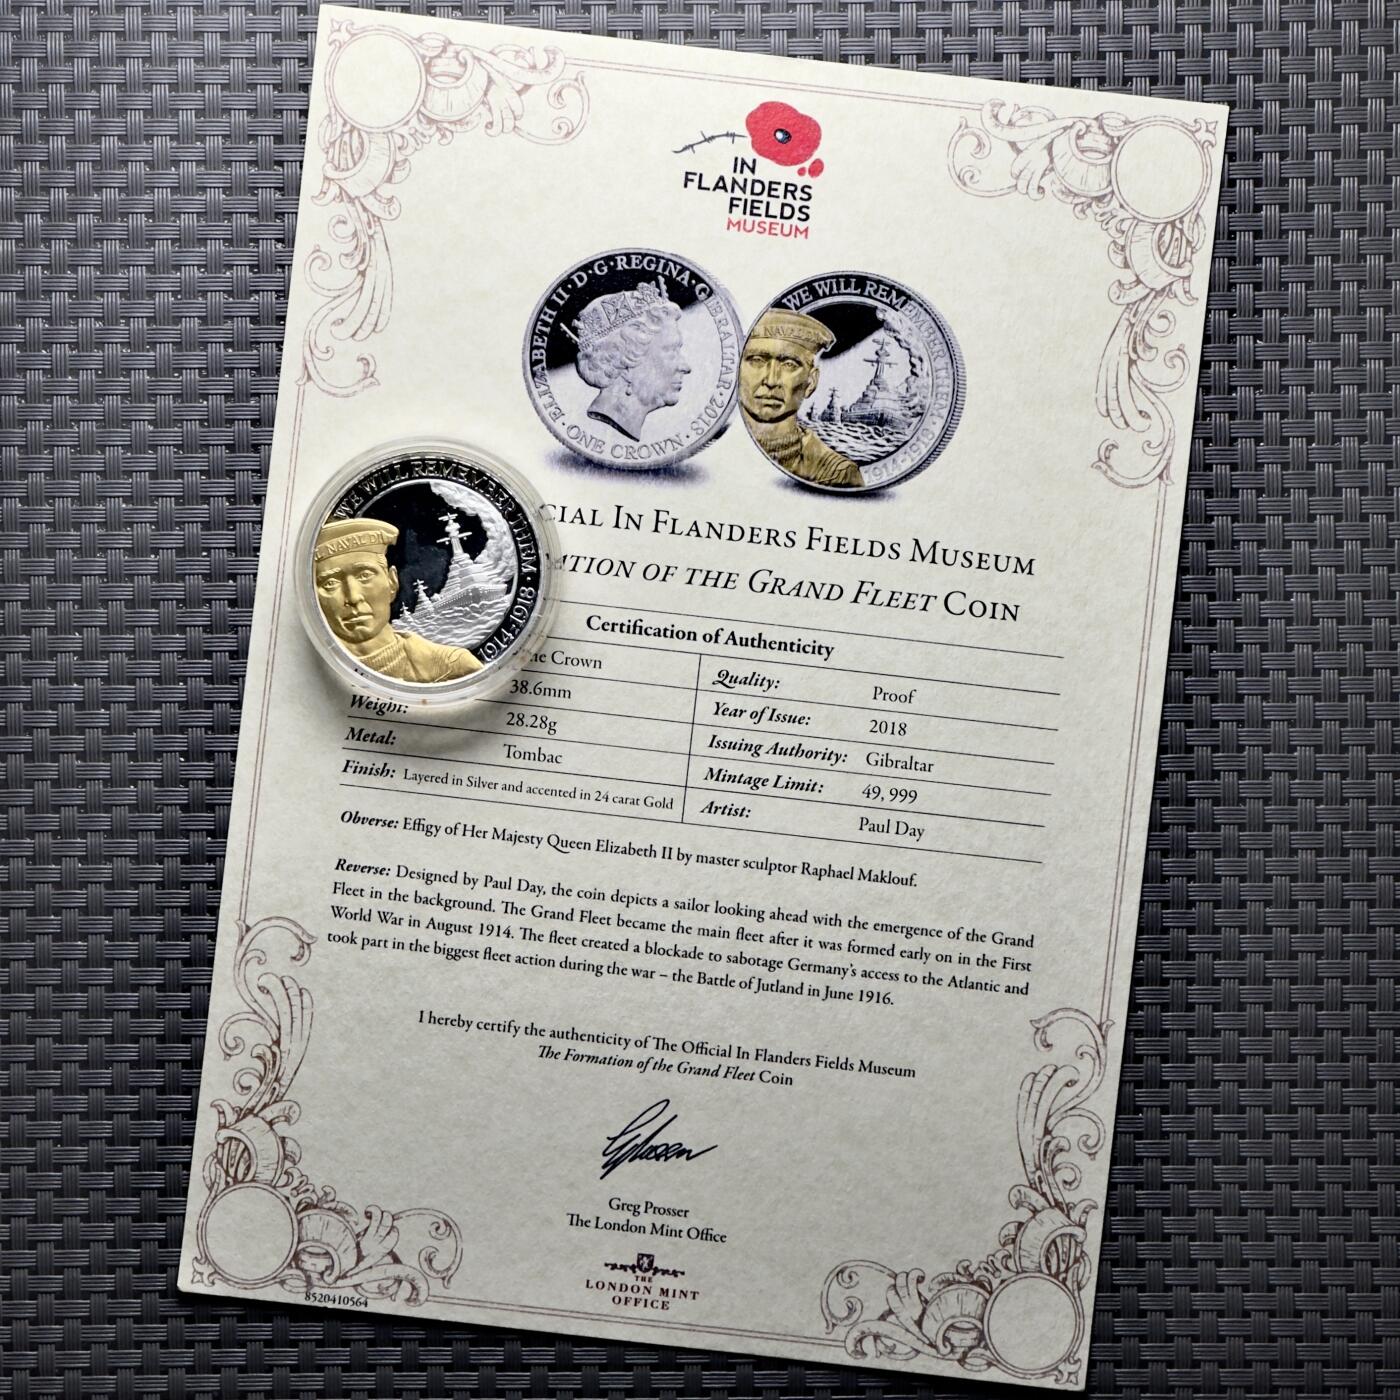 IN
FLANDERS
FIELDS
MUSEUM
ELIZABETH II · D · G · REGINA · GIBRALTAR · 2018
· ONE CROWN ·
WE WILL REMEMBER THEM · 1914-1918 ·
NAVAL DI
WE WILL REMEMBER THEM · 1914-1918 ·
L NAVAL DI
CIAL IN FLANDERS FIELDS MUSEUM
ATION OF THE GRAND FLEET COIN
Certification of Authenticity
ne Crown
38.6mm
Weight: 28.28g
Metal: Tombac
Finish: Layered in Silver and accented in 24 carat Gold
Quality: Proof
Year of Issue: 2018
Issuing Authority: Gibraltar
Mintage Limit: 49, 999
Artist: Paul Day
Obverse: Effigy of Her Majesty Queen Elizabeth II by master sculptor Raphael Maklouf.
Reverse: Designed by Paul Day, the coin depicts a sailor looking ahead with the emergence of the Grand
Fleet in the background. The Grand Fleet became the main fleet after it was formed early on in the First
World War in August 1914. The fleet created a blockade to sabotage Germany's access to the Atlantic and
took part in the biggest fleet action during the war – the Battle of Jutland in June 1916.
I hereby certify the authenticity of The Official In Flanders Fields Museum
The Formation of the Grand Fleet Coin
Greg Prosser
The London Mint Office
THE
LONDON MINT
OFFICE
8520410564